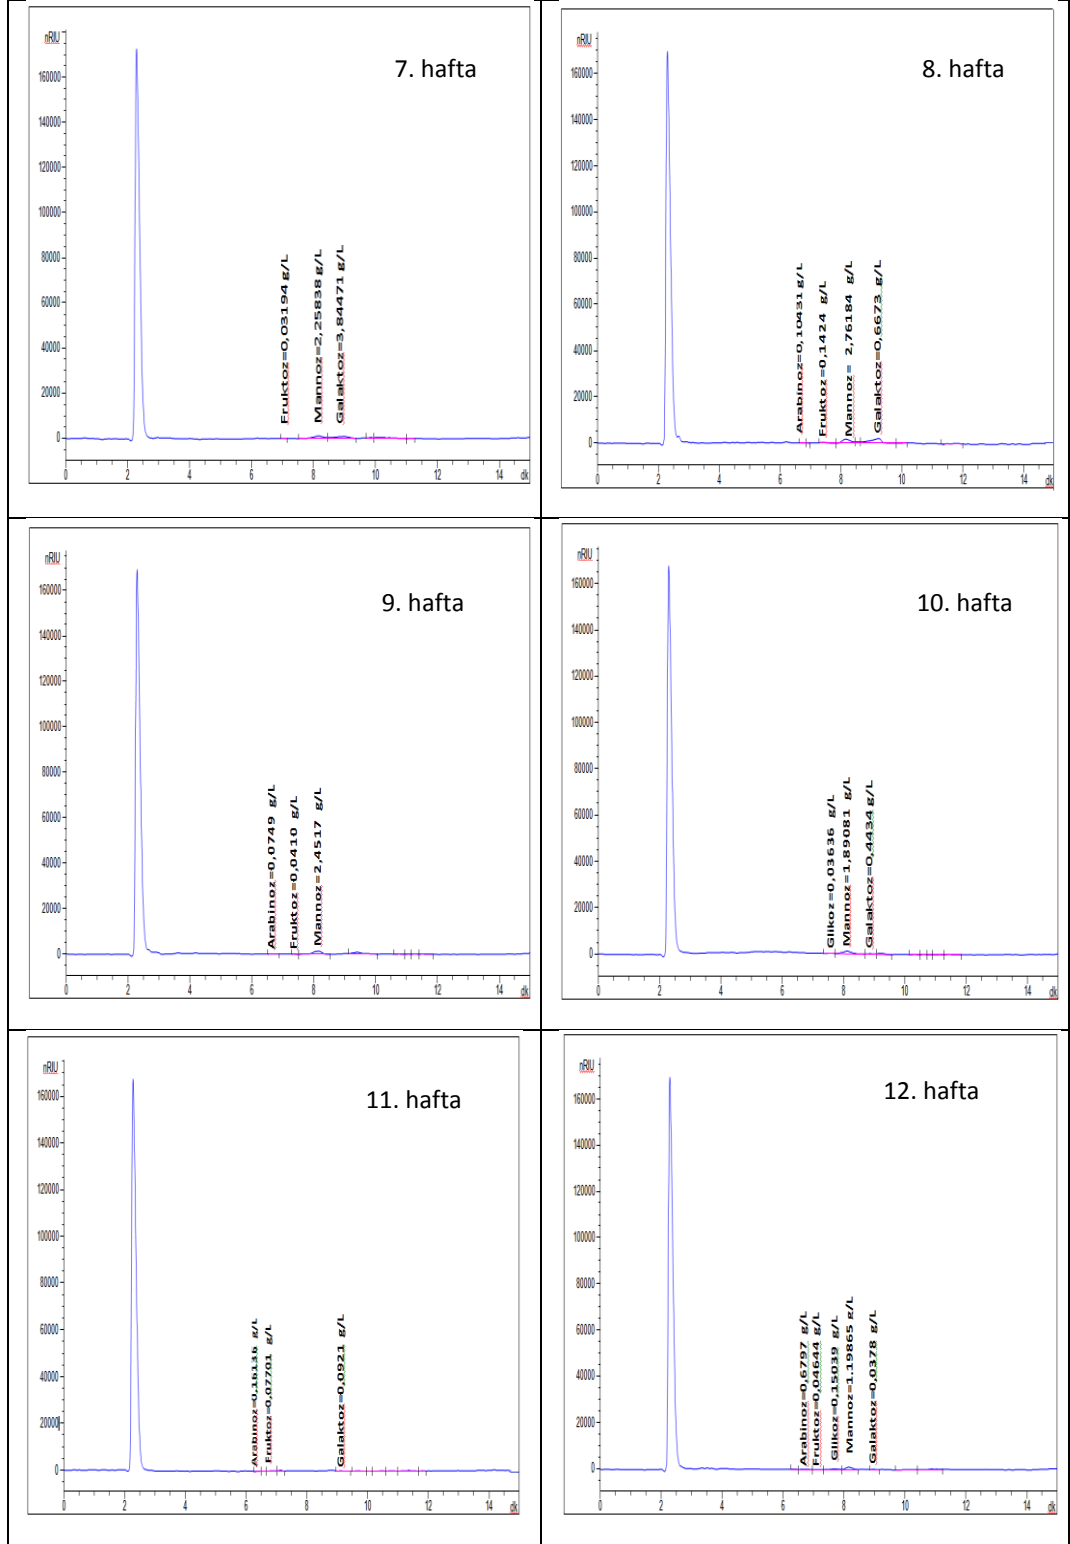 7. hafta
nRIU
160000
140000
120000
100000
80000
60000
40000
20000
0
Fruktoz=0,03194 g/L
Mannoz=2,25838 g/L
Galaktoz=3,84471 g/L
0 2 4 6 8 10 12 14 dk
8. hafta
nRIU
160000
140000
120000
100000
80000
60000
40000
20000
0
Arabinoz=0,10431 g/L
Fruktoz=0,1424 g/L
Mannoz= 2,76184 g/L
Galaktoz=0,6673 g/L
0 2 4 6 8 10 12 14 dk
9. hafta
nRIU
160000
140000
120000
100000
80000
60000
40000
20000
0
Arabinoz=0,0749 g/L
Fruktoz=0,0410 g/L
Mannoz=2,4517 g/L
0 2 4 6 8 10 12 14 dk
10. hafta
nRIU
160000
140000
120000
100000
80000
60000
40000
20000
0
Glikoz=0,03636 g/L
Mannoz=1,89081 g/L
Galaktoz=0,4434 g/L
0 2 4 6 8 10 12 14 dk
11. hafta
nRIU
160000
140000
120000
100000
80000
60000
40000
20000
0
Arabinoz=0,16136 g/L
Fruktoz=0,07701 g/L
Galaktoz=0,0921 g/L
0 2 4 6 8 10 12 14 dk
12. hafta
nRIU
160000
140000
120000
100000
80000
60000
40000
20000
0
Arabinoz=0,6797 g/L
Fruktoz=0,04644 g/L
Glikoz=0,15039 g/L
Mannoz=1.19865 g/L
Galaktoz=0,0378 g/L
0 2 4 6 8 10 12 14 dk